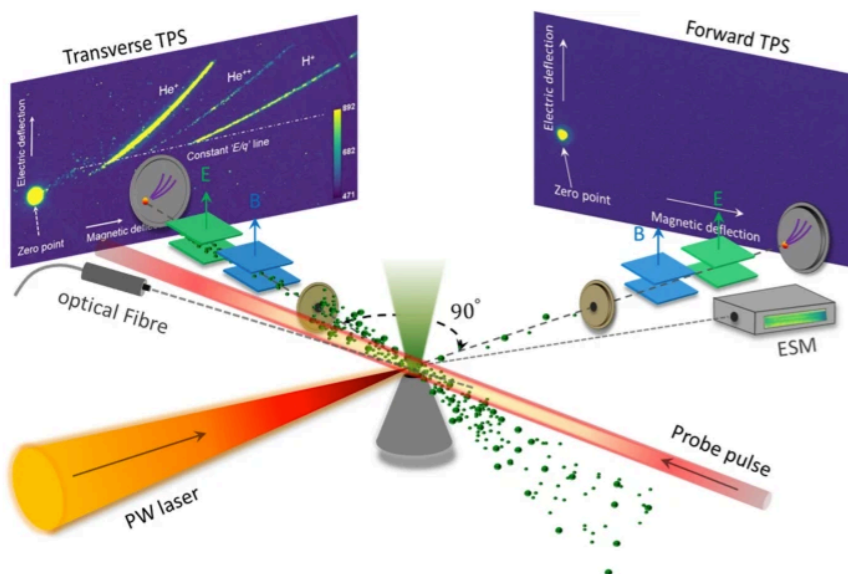 Transverse TPS
Electric deflection
He⁺
He⁺⁺
H⁺
892
682
471
Constant 'E/q' line
Zero point
Magnetic deflec
E
B
optical Fibre
PW laser
90°
Probe pulse
Forward TPS
Electric deflection
Zero point
Magnetic deflection
E
B
ESM